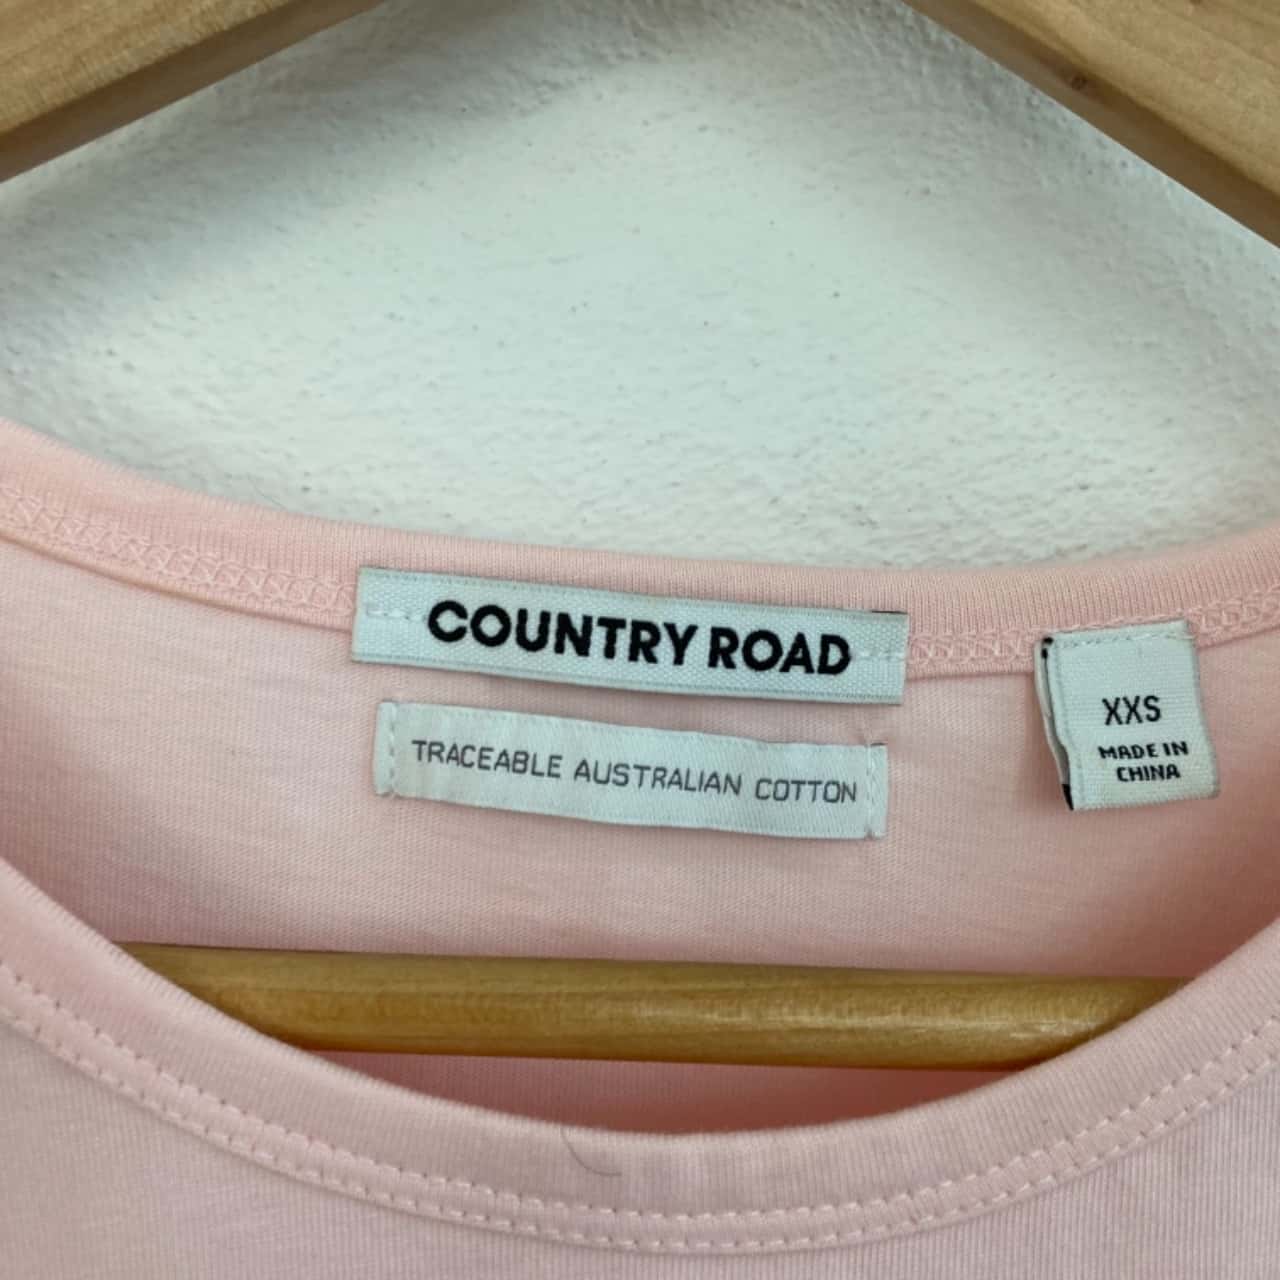 COUNTRY ROAD
TRACEABLE AUSTRALIAN COTTON
XXS
MADE IN
CHINA